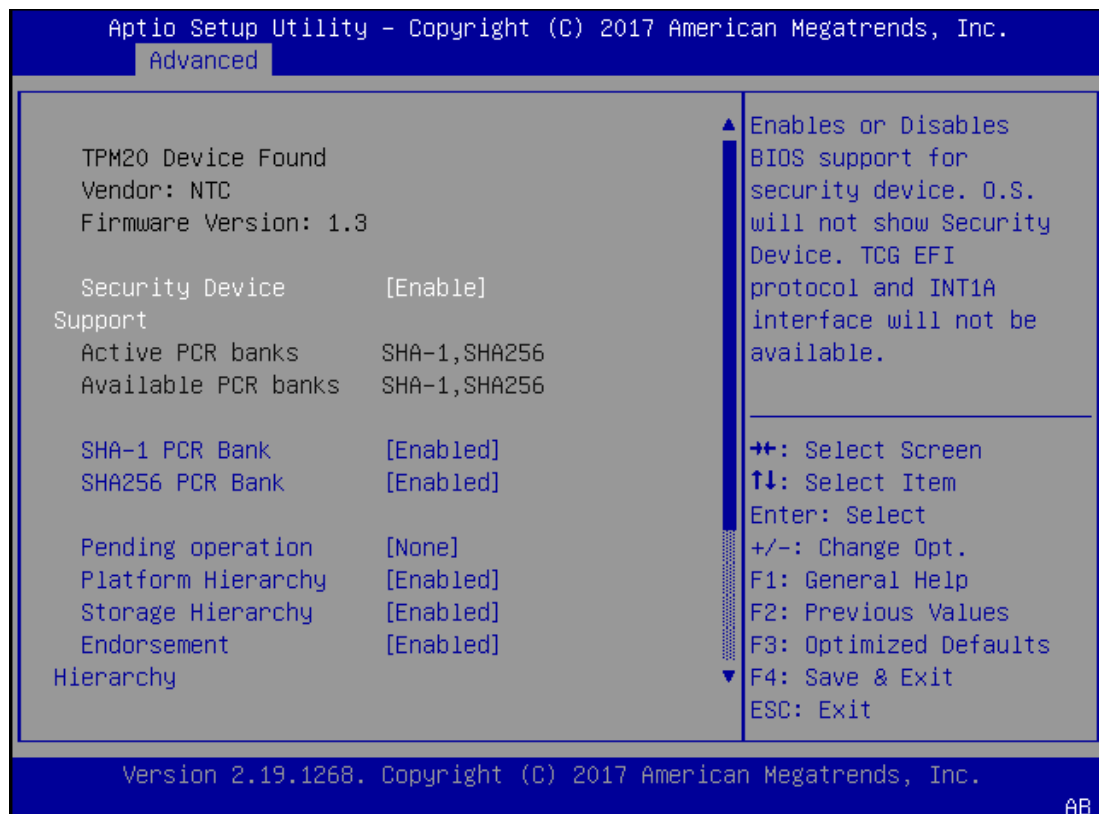 Aptio Setup Utility – Copyright (C) 2017 American Megatrends, Inc.
Advanced
TPM20 Device Found
Vendor: NTC
Firmware Version: 1.3
Security Device [Enable]
Support
Active PCR banks SHA-1,SHA256
Available PCR banks SHA-1,SHA256
SHA-1 PCR Bank [Enabled]
SHA256 PCR Bank [Enabled]
Pending operation [None]
Platform Hierarchy [Enabled]
Storage Hierarchy [Enabled]
Endorsement [Enabled]
Hierarchy
Enables or Disables
BIOS support for
security device. O.S.
will not show Security
Device. TCG EFI
protocol and INT1A
interface will not be
available.
→←: Select Screen
↑↓: Select Item
Enter: Select
+/-: Change Opt.
F1: General Help
F2: Previous Values
F3: Optimized Defaults
F4: Save & Exit
ESC: Exit
Version 2.19.1268. Copyright (C) 2017 American Megatrends, Inc.
AB